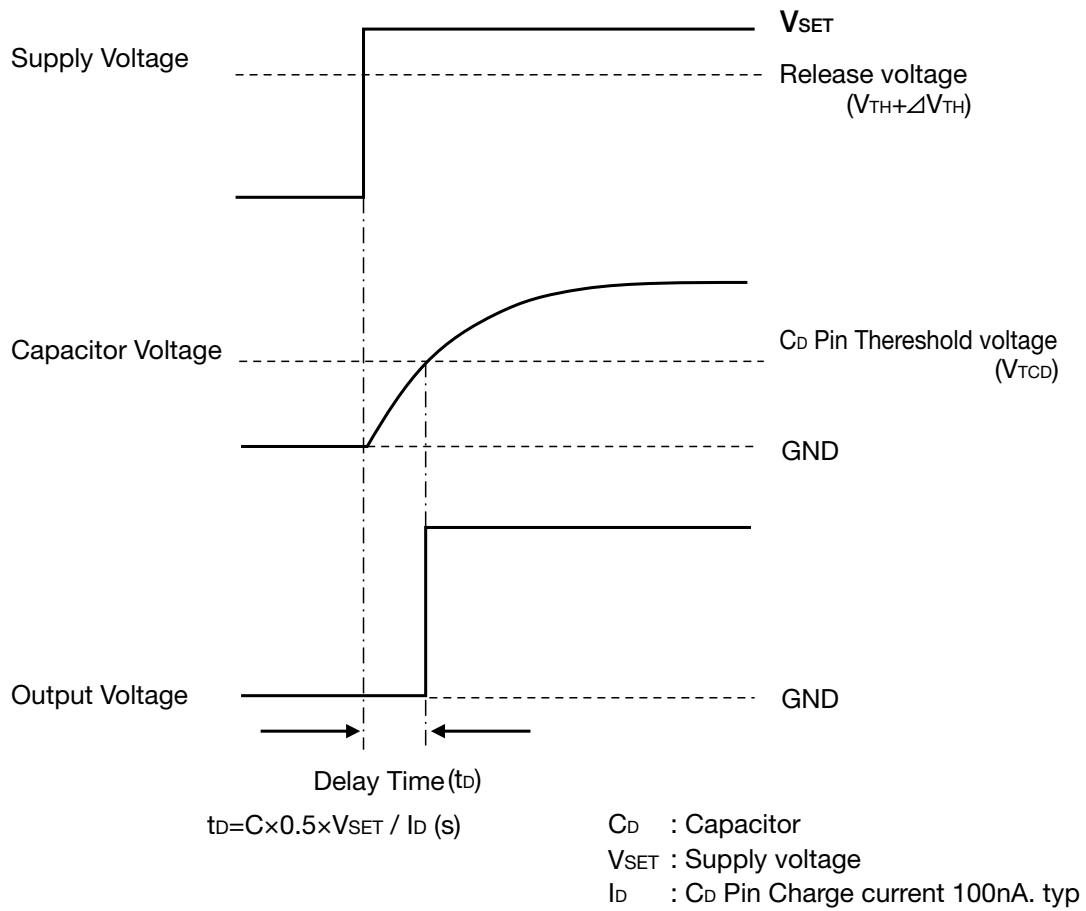 VSET
Supply Voltage
Release voltage
(VTH+⊿VTH)
Capacitor Voltage
CD Pin Thereshold voltage
(VTCD)
GND
Output Voltage
GND
Delay Time(tD)
tD=C×0.5×VSET / ID (s)
CD : Capacitor
VSET : Supply voltage
ID : CD Pin Charge current 100nA. typ